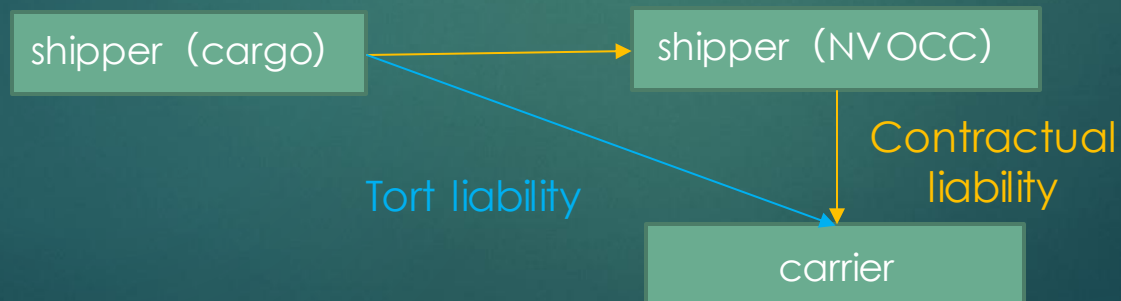 shipper（cargo）
shipper（NVOCC）
Contractual
liability
Tort liability
carrier